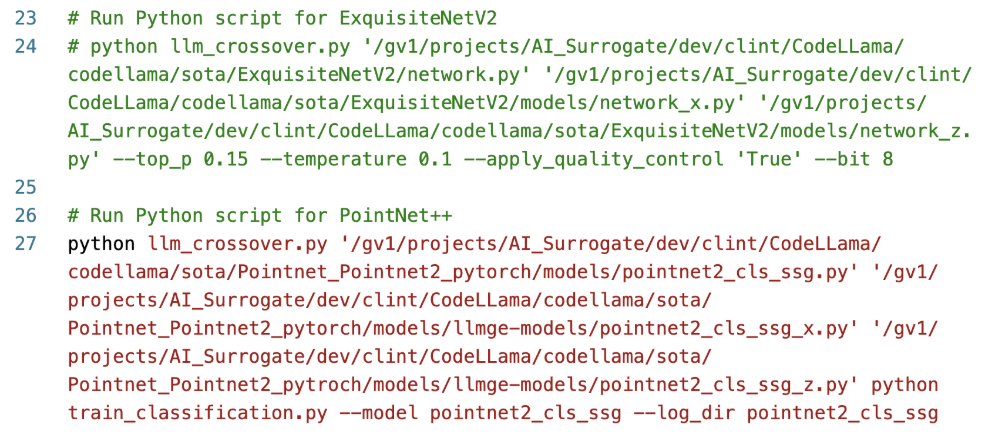 23 # Run Python script for ExquisiteNetV2
24 # python llm_crossover.py '/gv1/projects/AI_Surrogate/dev/clint/CodeLLama/
codellama/sota/ExquisiteNetV2/network.py' '/gv1/projects/AI_Surrogate/dev/clint/
CodeLLama/codellama/sota/ExquisiteNetV2/models/network_x.py' '/gv1/projects/
AI_Surrogate/dev/clint/CodeLLama/codellama/sota/ExquisiteNetV2/models/network_z.
py' --top_p 0.15 --temperature 0.1 --apply_quality_control 'True' --bit 8
25
26 # Run Python script for PointNet++
27 python llm_crossover.py '/gv1/projects/AI_Surrogate/dev/clint/CodeLLama/
codellama/sota/Pointnet_Pointnet2_pytorch/models/pointnet2_cls_ssg.py' '/gv1/
projects/AI_Surrogate/dev/clint/CodeLLama/codellama/sota/
Pointnet_Pointnet2_pytorch/models/llmge-models/pointnet2_cls_ssg_x.py' '/gv1/
projects/AI_Surrogate/dev/clint/CodeLLama/codellama/sota/
Pointnet_Pointnet2_pytroch/models/llmge-models/pointnet2_cls_ssg_z.py' python
train_classification.py --model pointnet2_cls_ssg --log_dir pointnet2_cls_ssg